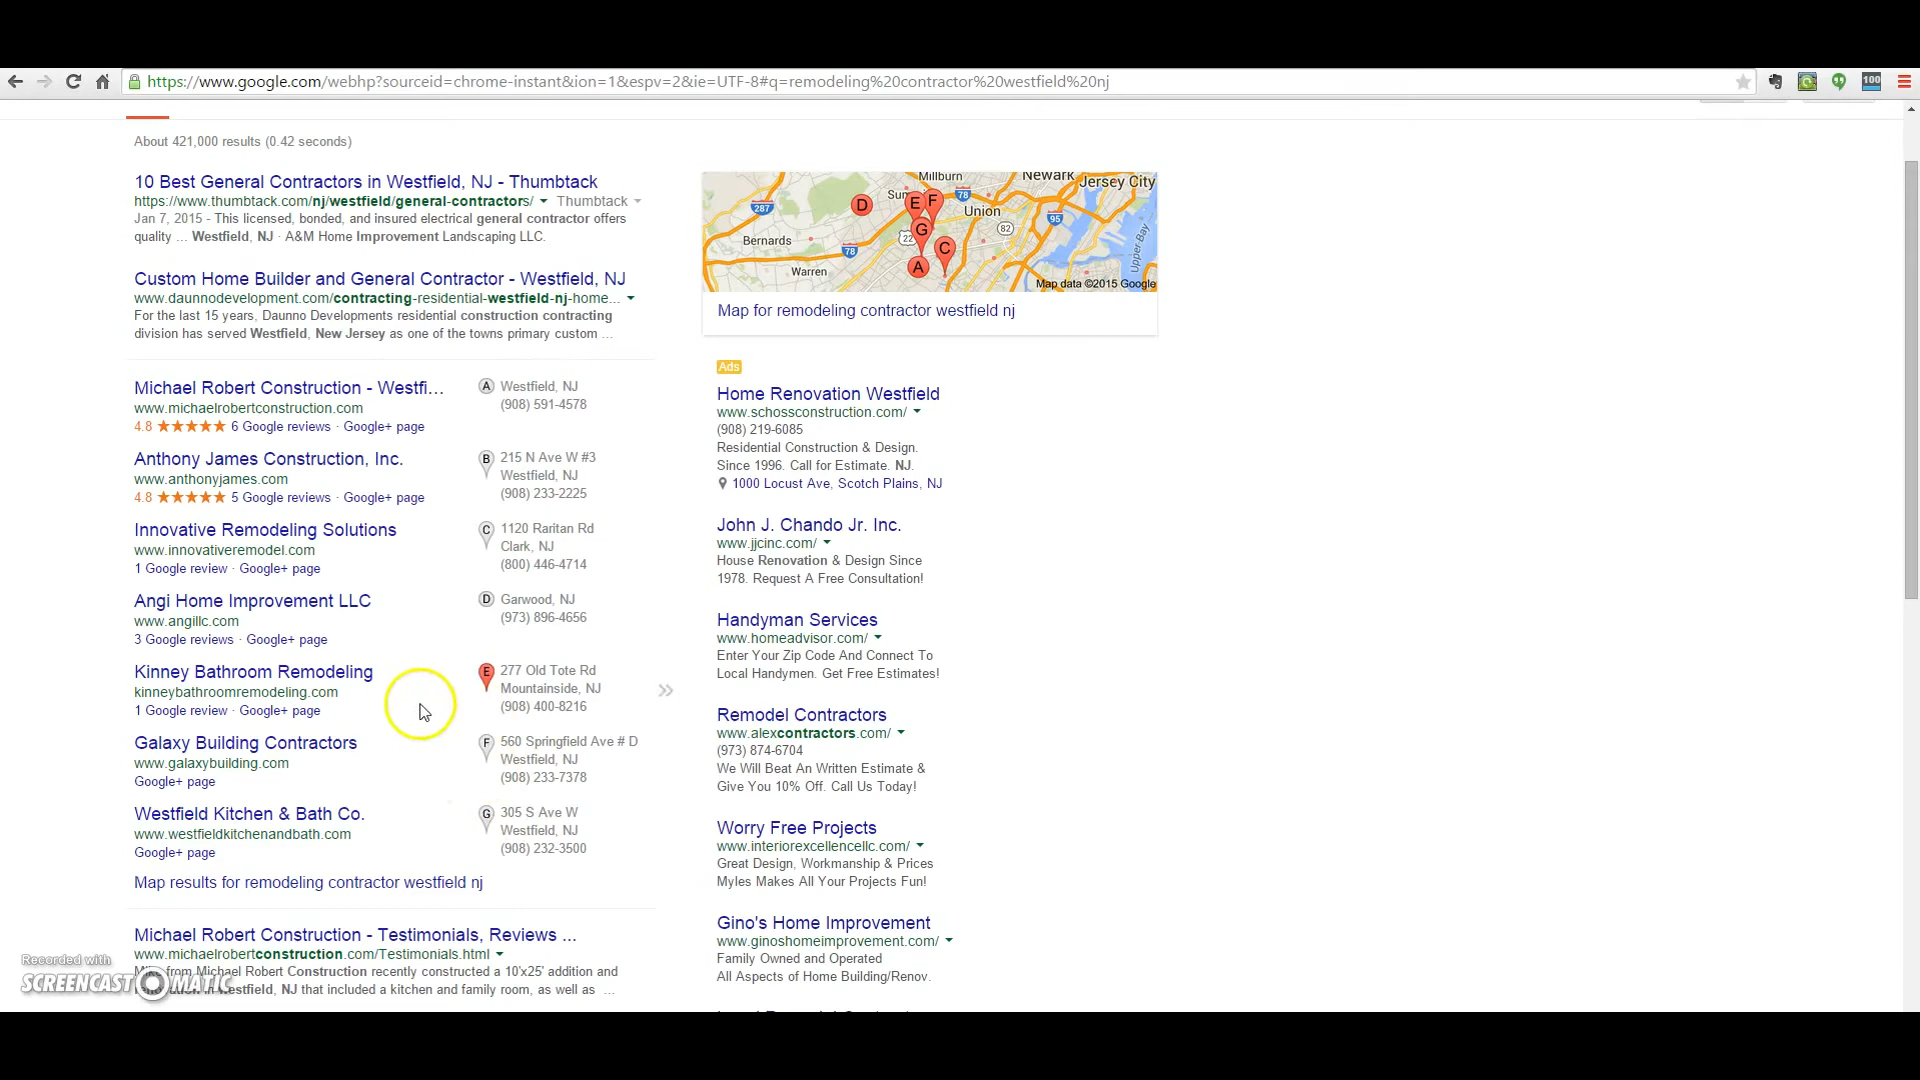 https://www.google.com/webhp?sourceid=chrome-instant&ion=1&espv=2&ie=UTF-8#q=remodeling%20contractor%20westfield%20nj
100
About 421,000 results (0.42 seconds)
10 Best General Contractors in Westfield, NJ - Thumbtack
https://www.thumbtack.com/nj/westfield/general-contractors/ Thumbtack
Jan 7, 2015 - This licensed, bonded, and insured electrical general contractor offers
quality ... Westfield, NJ · A&M Home Improvement Landscaping LLC.
Custom Home Builder and General Contractor - Westfield, NJ
www.daunnodevelopment.com/contracting-residential-westfield-nj-home...
For the last 15 years, Daunno Developments residential construction contracting
division has served Westfield, New Jersey as one of the towns primary custom ...
Michael Robert Construction - Westfi...
www.michaelrobertconstruction.com
4.8 ★★★★★ 6 Google reviews · Google+ page
A Westfield, NJ
(908) 591-4578
Anthony James Construction, Inc.
www.anthonyjames.com
4.8 ★★★★★ 5 Google reviews · Google+ page
B 215 N Ave W #3
Westfield, NJ
(908) 233-2225
Innovative Remodeling Solutions
www.innovativeremodel.com
1 Google review · Google+ page
C 1120 Raritan Rd
Clark, NJ
(800) 446-4714
Angi Home Improvement LLC
www.angillc.com
3 Google reviews · Google+ page
D Garwood, NJ
(973) 896-4656
Kinney Bathroom Remodeling
kinneybathroomremodeling.com
1 Google review · Google+ page
E 277 Old Tote Rd
Mountainside, NJ
(908) 400-8216
»
Galaxy Building Contractors
www.galaxybuilding.com
Google+ page
F 560 Springfield Ave # D
Westfield, NJ
(908) 233-7378
Westfield Kitchen & Bath Co.
www.westfieldkitchenandbath.com
Google+ page
G 305 S Ave W
Westfield, NJ
(908) 232-3500
Map results for remodeling contractor westfield nj
Michael Robert Construction - Testimonials, Reviews ...
www.michaelrobertconstruction.com/Testimonials.html
from Michael Robert Construction recently constructed a 10'x25' addition and
in Westfield, NJ that included a kitchen and family room, as well as ...
Recorded with
SCREENCAST MATIC
Millburn
Newark
Jersey City
287
D
E
F
78
Union
95
G
22
82
C
Bernards
78
Warren
A
Upper Bay
Map data ©2015 Google
Map for remodeling contractor westfield nj
Ads
Home Renovation Westfield
www.schossconstruction.com/
(908) 219-6085
Residential Construction & Design.
Since 1996. Call for Estimate. NJ.
1000 Locust Ave, Scotch Plains, NJ
John J. Chando Jr. Inc.
www.jjcinc.com/
House Renovation & Design Since
1978. Request A Free Consultation!
Handyman Services
www.homeadvisor.com/
Enter Your Zip Code And Connect To
Local Handymen. Get Free Estimates!
Remodel Contractors
www.alexcontractors.com/
(973) 874-6704
We Will Beat An Written Estimate &
Give You 10% Off. Call Us Today!
Worry Free Projects
www.interiorexcellencellc.com/
Great Design, Workmanship & Prices
Myles Makes All Your Projects Fun!
Gino's Home Improvement
www.ginoshomeimprovement.com/
Family Owned and Operated
All Aspects of Home Building/Renov.